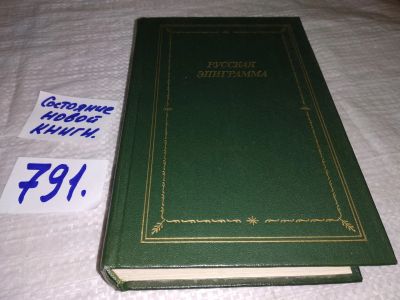 РУССКАЯ
ЭПИГРАММА
Состояние
новой
книги.
791.